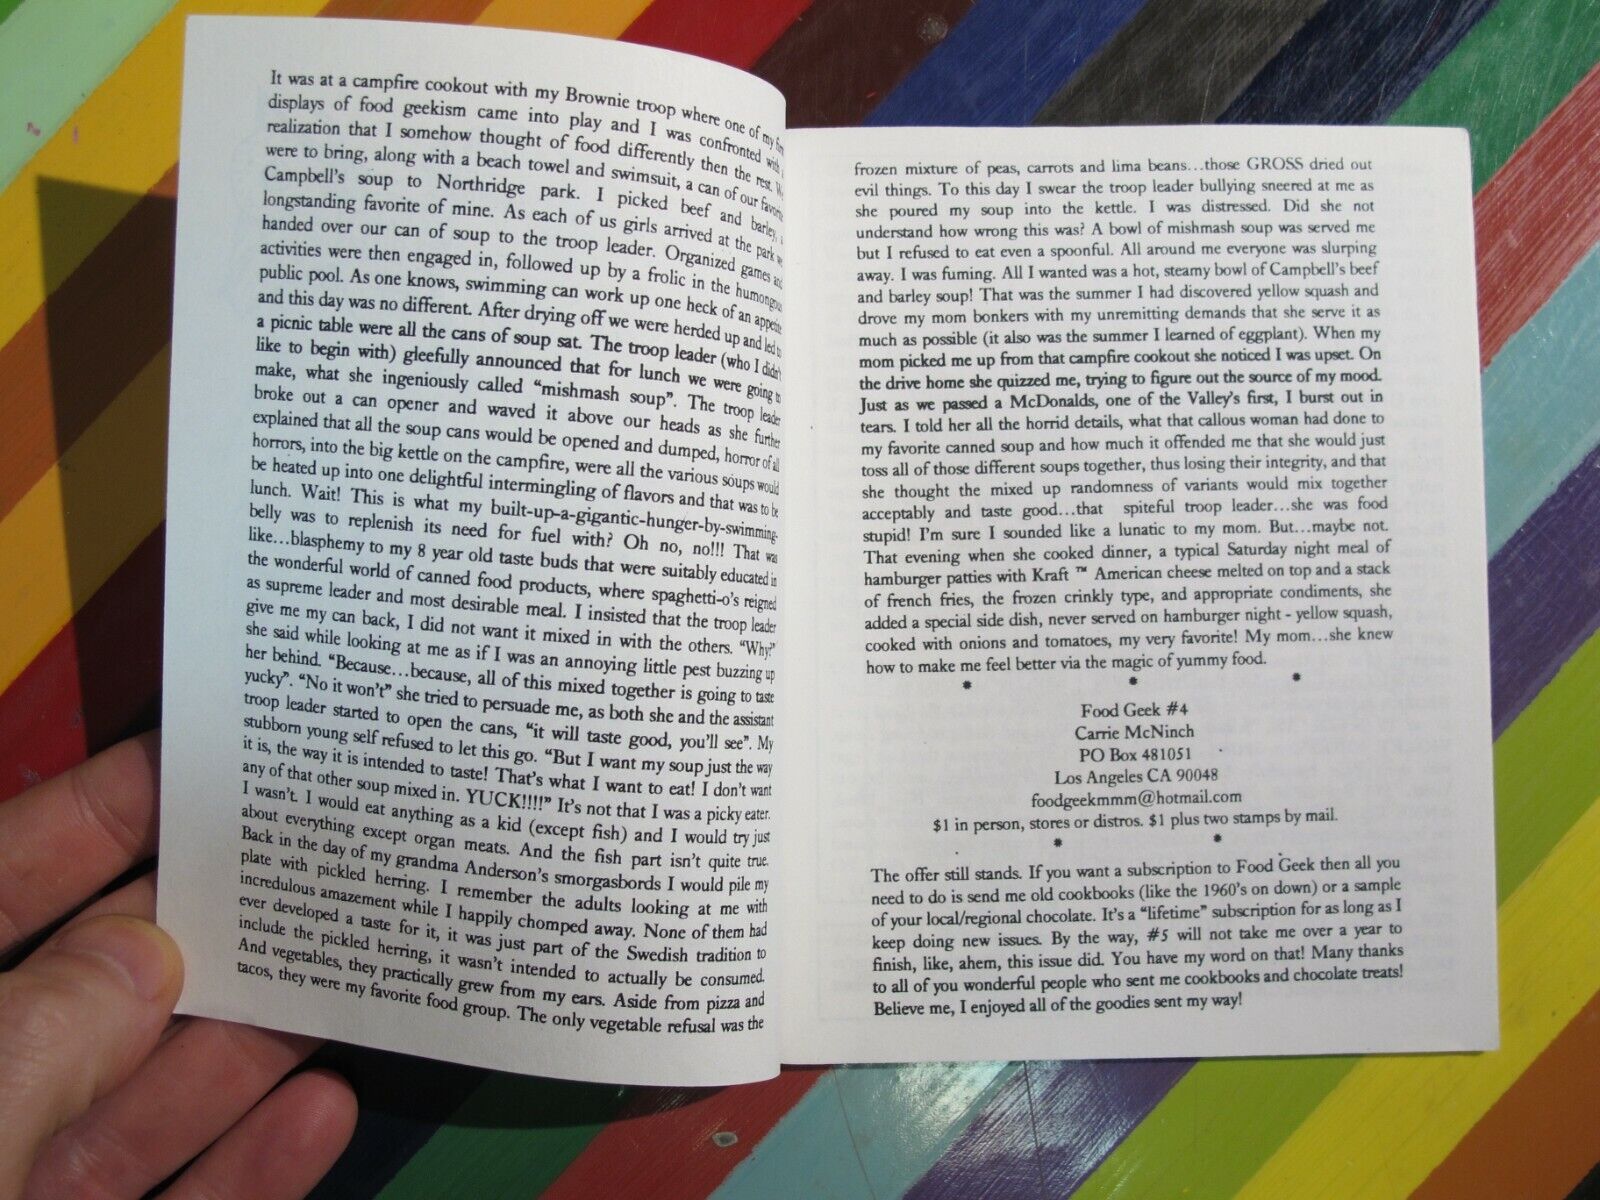 It was at a campfire cookout with my Brownie troop where one of my
displays of food geekism came into play and I was confronted with
realization that I somehow thought of food differently then the rest.
were to bring, along with a beach towel and swimsuit, a can of our favorite
Campbell's soup to Northridge park. I picked beef and barley,
longstanding favorite of mine. As each of us girls arrived at the park we
handed over our can of soup to the troop leader. Organized games and
activities were then engaged in, followed up by a frolic in the humongous
public pool. As one knows, swimming can work up one heck of an appetite
and this day was no different. After drying off we were herded up and led to
a picnic table were all the cans of soup sat. The troop leader (who I didn't
like to begin with) gleefully announced that for lunch we were going to
make, what she ingeniously called "mishmash soup". The troop leader
broke out a can opener and waved it above our heads as she further
explained that all the soup cans would be opened and dumped, horror of all
horrors, into the big kettle on the campfire, were all the various soups would
be heated up into one delightful intermingling of flavors and that was to be
lunch. Wait! This is what my built-up-a-gigantic-hunger-by-swimming-
belly was to replenish its need for fuel with? Oh no, no!!! That was
like...blasphemy to my 8 year old taste buds that were suitably educated in
the wonderful world of canned food products, where spaghetti-o's reigned
as supreme leader and most desirable meal. I insisted that the troop leader
give me my can back, I did not want it mixed in with the others. "Why?"
she said while looking at me as if I was an annoying little pest buzzing up
her behind. "Because...because, all of this mixed together is going to taste
yucky". "No it won't" she tried to persuade me, as both she and the assistant
troop leader started to open the cans, "it will taste good, you'll see". My
stubborn young self refused to let this go. "But I want my soup just the way
it is, the way it is intended to taste! That's what I want to eat! I don't want
any of that other soup mixed in. YUCK!!!!" It's not that I was a picky eater.
I wasn't. I would eat anything as a kid (except fish) and I would try just
about everything except organ meats. And the fish part isn't quite true.
Back in the day of my grandma Anderson's smorgasbords I would pile my
plate with pickled herring. I remember the adults looking at me with
incredulous amazement while I happily chomped away. None of them had
ever developed a taste for it, it was just part of the Swedish tradition to
include the pickled herring, it wasn't intended to actually be consumed.
And vegetables, they practically grew from my ears. Aside from pizza and
tacos, they were my favorite food group. The only vegetable refusal was the
frozen mixture of peas, carrots and lima beans...those GROSS dried out
evil things. To this day I swear the troop leader bullying sneered at me as
she poured my soup into the kettle. I was distressed. Did she not
understand how wrong this was? A bowl of mishmash soup was served me
but I refused to eat even a spoonful. All around me everyone was slurping
away. I was fuming. All I wanted was a hot, steamy bowl of Campbell's beef
and barley soup! That was the summer I had discovered yellow squash and
drove my mom bonkers with my unremitting demands that she serve it as
much as possible (it also was the summer I learned of eggplant). When my
mom picked me up from that campfire cookout she noticed I was upset. On
the drive home she quizzed me, trying to figure out the source of my mood.
Just as we passed a McDonalds, one of the Valley's first, I burst out in
tears. I told her all the horrid details, what that callous woman had done to
my favorite canned soup and how much it offended me that she would just
toss all of those different soups together, thus losing their integrity, and that
she thought the mixed up randomness of variants would mix together
acceptably and taste good...that spiteful troop leader...she was food
stupid! I'm sure I sounded like a lunatic to my mom. But...maybe not.
That evening when she cooked dinner, a typical Saturday night meal of
hamburger patties with Kraft ™ American cheese melted on top and a stack
of french fries, the frozen crinkly type, and appropriate condiments, she
added a special side dish, never served on hamburger night - yellow squash,
cooked with onions and tomatoes, my very favorite! My mom...she knew
how to make me feel better via the magic of yummy food.
* * *
Food Geek #4
Carrie McNinch
PO Box 481051
Los Angeles CA 90048
foodgeekmmm@hotmail.com
$1 in person, stores or distros. $1 plus two stamps by mail.
* *
The offer still stands. If you want a subscription to Food Geek then all you
need to do is send me old cookbooks (like the 1960's on down) or a sample
of your local/regional chocolate. It's a "lifetime" subscription for as long as I
keep doing new issues. By the way, #5 will not take me over a year to
finish, like, ahem, this issue did. You have my word on that! Many thanks
to all of you wonderful people who sent me cookbooks and chocolate treats!
Believe me, I enjoyed all of the goodies sent my way!